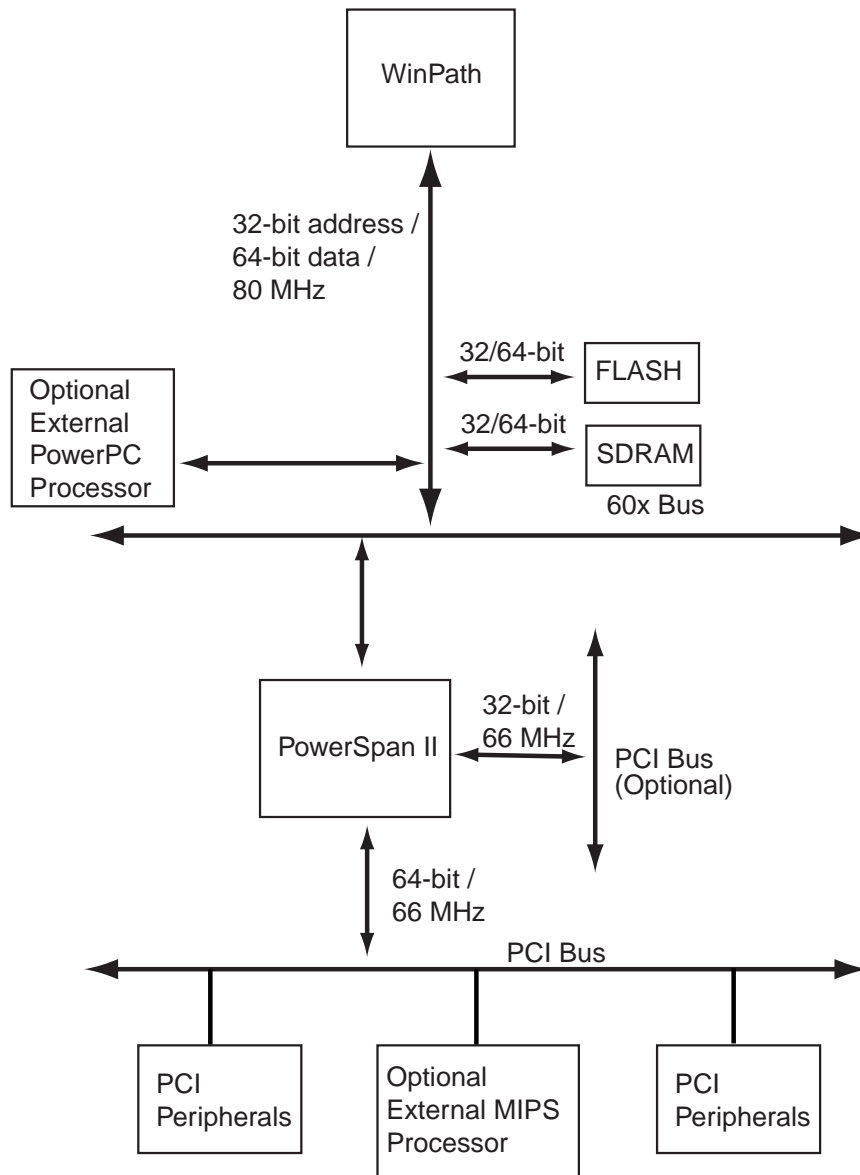 WinPath
32-bit address /
64-bit data /
80 MHz
32/64-bit
FLASH
Optional
External
PowerPC
Processor
32/64-bit
SDRAM
60x Bus
PowerSpan II
32-bit /
66 MHz
PCI Bus
(Optional)
64-bit /
66 MHz
PCI Bus
PCI
Peripherals
Optional
External MIPS
Processor
PCI
Peripherals